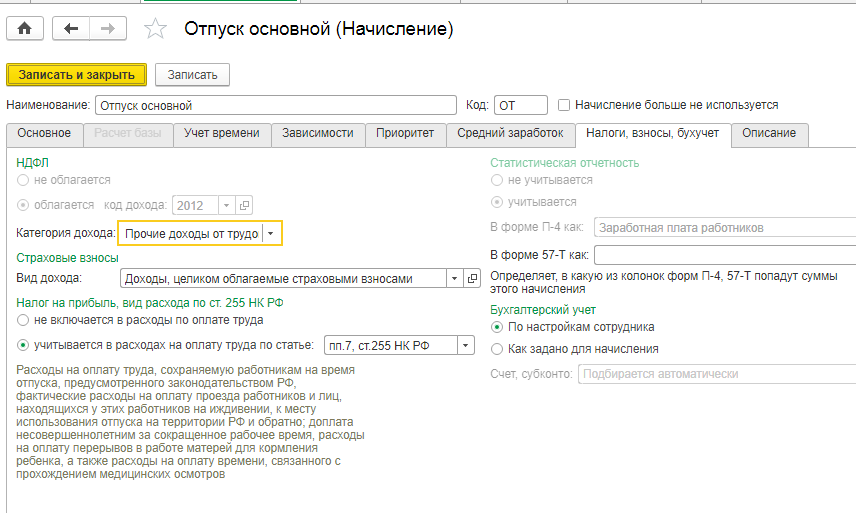 Отпуск основной (Начисление)
Записать и закрыть
Записать
Наименование: Отпуск основной
Код: ОТ
Начисление больше не используется
Основное
Расчет базы
Учет времени
Зависимости
Приоритет
Средний заработок
Налоги, взносы, бухучет
Описание
НДФЛ
не облагается
облагается код дохода: 2012
Категория дохода: Прочие доходы от трудо
Страховые взносы
Вид дохода: Доходы, целиком облагаемые страховыми взносами
Налог на прибыль, вид расхода по ст. 255 НК РФ
не включается в расходы по оплате труда
учитывается в расходах на оплату труда по статье: пп.7, ст.255 НК РФ
Расходы на оплату труда, сохраняемую работникам на время
отпуска, предусмотренного законодательством РФ,
фактические расходы на оплату проезда работников и лиц,
находящихся у этих работников на иждивении, к месту
использования отпуска на территории РФ и обратно; доплата
несовершеннолетним за сокращенное рабочее время, расходы
на оплату перерывов в работе матерей для кормления
ребенка, а также расходы на оплату времени, связанного с
прохождением медицинских осмотров
Статистическая отчетность
не учитывается
учитывается
В форме П-4 как: Заработная плата работников
В форме 57-Т как:
Определяет, в какую из колонок форм П-4, 57-Т попадут суммы
этого начисления
Бухгалтерский учет
По настройкам сотрудника
Как задано для начисления
Счет, субконто: Подбирается автоматически